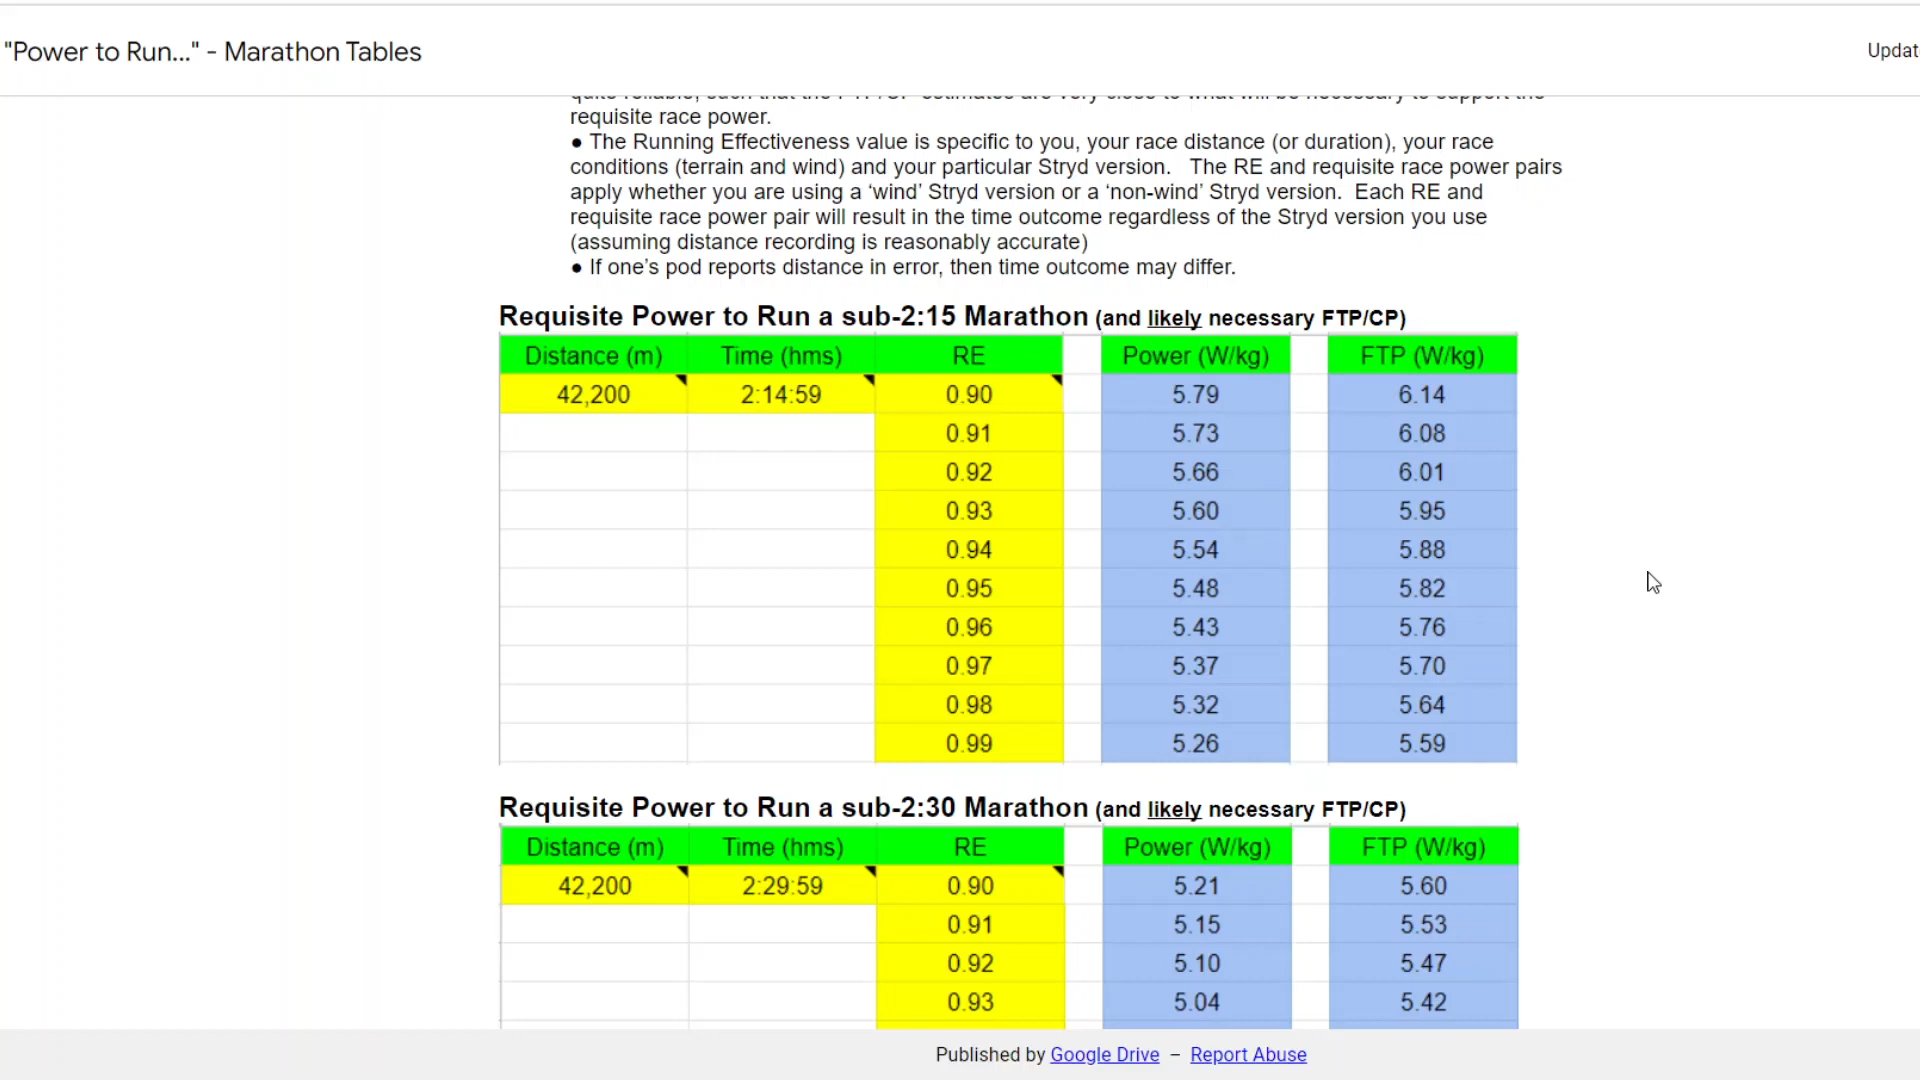 "Power to Run..." - Marathon Tables
requisite race power.
● The Running Effectiveness value is specific to you, your race distance (or duration), your race
conditions (terrain and wind) and your particular Stryd version. The RE and requisite race power pairs
apply whether you are using a ‘wind’ Stryd version or a ‘non-wind’ Stryd version. Each RE and
requisite race power pair will result in the time outcome regardless of the Stryd version you use
(assuming distance recording is reasonably accurate)
● If one’s pod reports distance in error, then time outcome may differ.
Requisite Power to Run a sub-2:15 Marathon (and likely necessary FTP/CP)
Distance (m) Time (hms) RE Power (W/kg) FTP (W/kg)
42,200 2:14:59 0.90 5.79 6.14
0.91 5.73 6.08
0.92 5.66 6.01
0.93 5.60 5.95
0.94 5.54 5.88
0.95 5.48 5.82
0.96 5.43 5.76
0.97 5.37 5.70
0.98 5.32 5.64
0.99 5.26 5.59
Requisite Power to Run a sub-2:30 Marathon (and likely necessary FTP/CP)
Distance (m) Time (hms) RE Power (W/kg) FTP (W/kg)
42,200 2:29:59 0.90 5.21 5.60
0.91 5.15 5.53
0.92 5.10 5.47
0.93 5.04 5.42
Published by Google Drive – Report Abuse